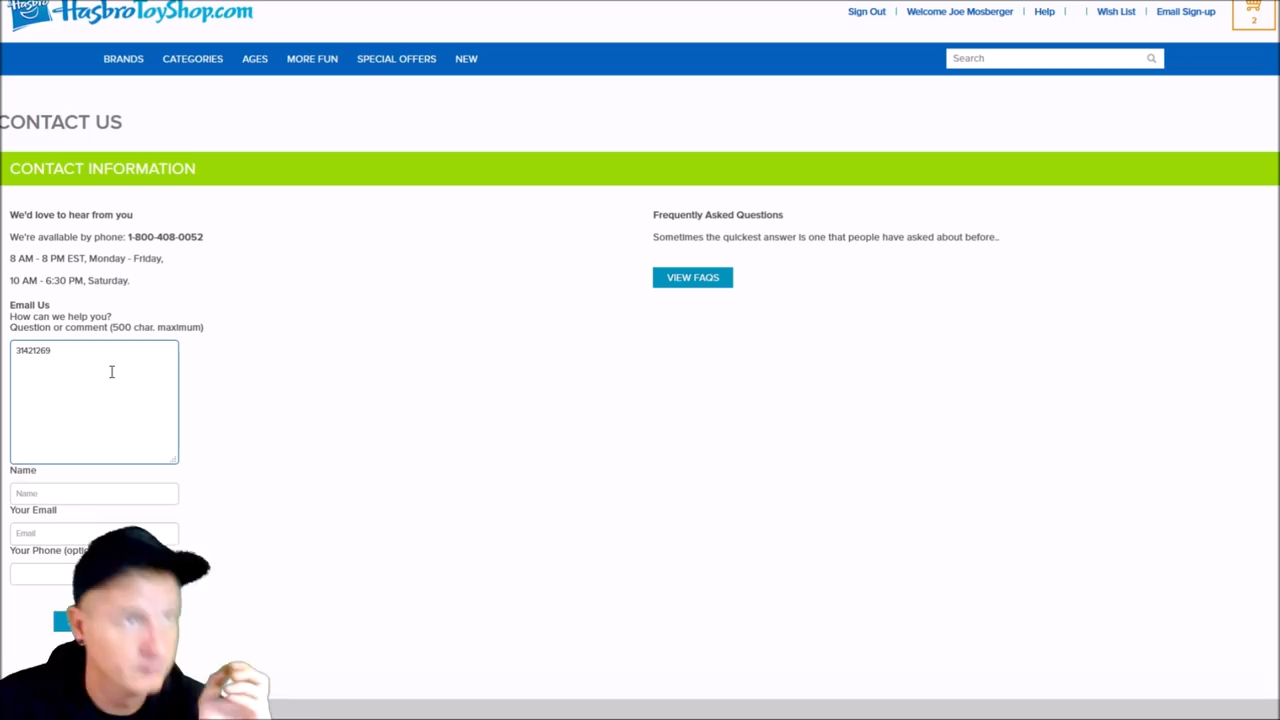 HasbroToyShop.com
Sign Out | Welcome Joe Mosberger | Help | | Wish List | Email Sign-up
2
BRANDS CATEGORIES AGES MORE FUN SPECIAL OFFERS NEW
Search
CONTACT US
CONTACT INFORMATION
We'd love to hear from you
We're available by phone: 1-800-408-0052
8 AM - 8 PM EST, Monday - Friday,
10 AM - 6:30 PM, Saturday.
Frequently Asked Questions
Sometimes the quickest answer is one that people have asked about before..
VIEW FAQS
Email Us
How can we help you?
Question or comment (500 char. maximum)
31421269
Name
Name
Your Email
Email
Your Phone